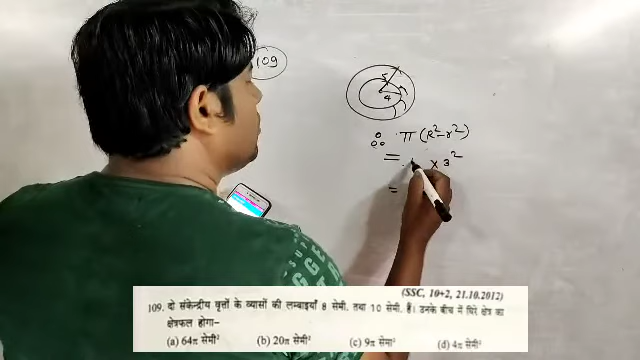 109
5
4
∴ π(R²-r²)
= × 3²
=
(SSC, 10+2, 21.10.2012)
109. दो संकेन्द्रीय वृत्तों के व्यासों की लम्बाइयाँ 8 सेमी. तथा 10 सेमी. हैं। उनके बीच में घिरे क्षेत्र का
क्षेत्रफल होगा–
(a) 64π सेमी² (b) 20π सेमी² (c) 9π सेमी² (d) 4π सेमी²